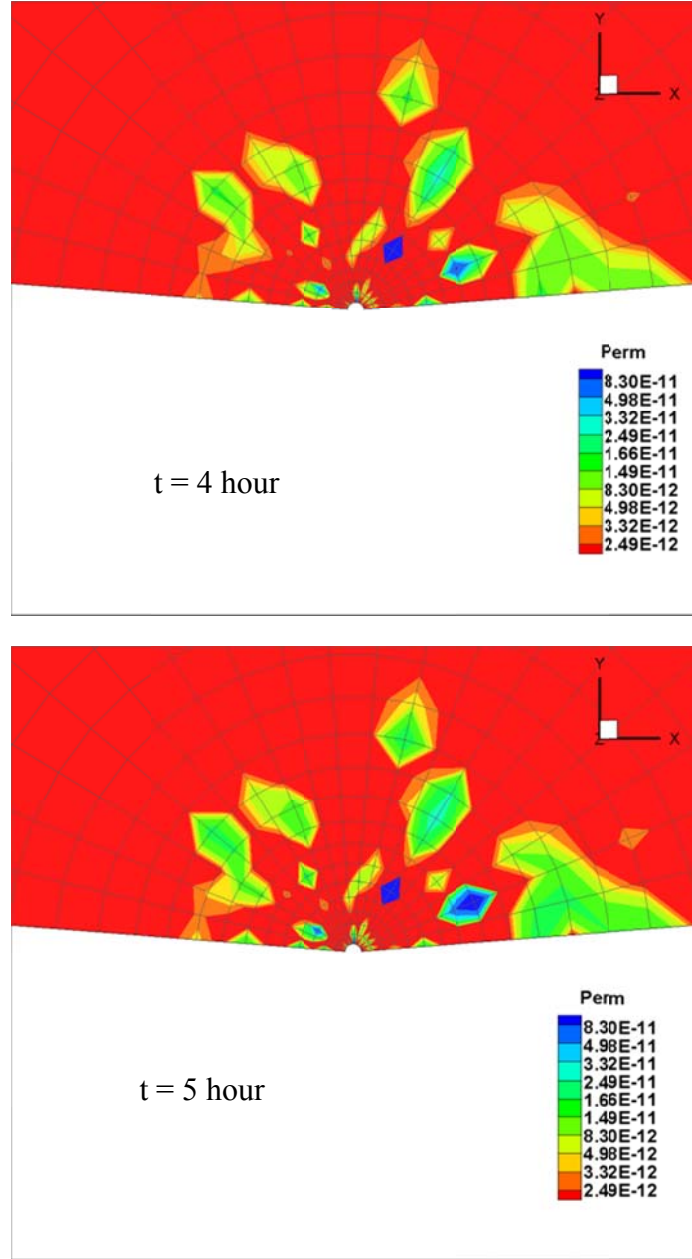 Y
Z X
Perm
8.30E-11
4.98E-11
3.32E-11
2.49E-11
1.66E-11
1.49E-11
8.30E-12
4.98E-12
3.32E-12
2.49E-12
t = 4 hour
Y
Z X
Perm
8.30E-11
4.98E-11
3.32E-11
2.49E-11
1.66E-11
1.49E-11
8.30E-12
4.98E-12
3.32E-12
2.49E-12
t = 5 hour